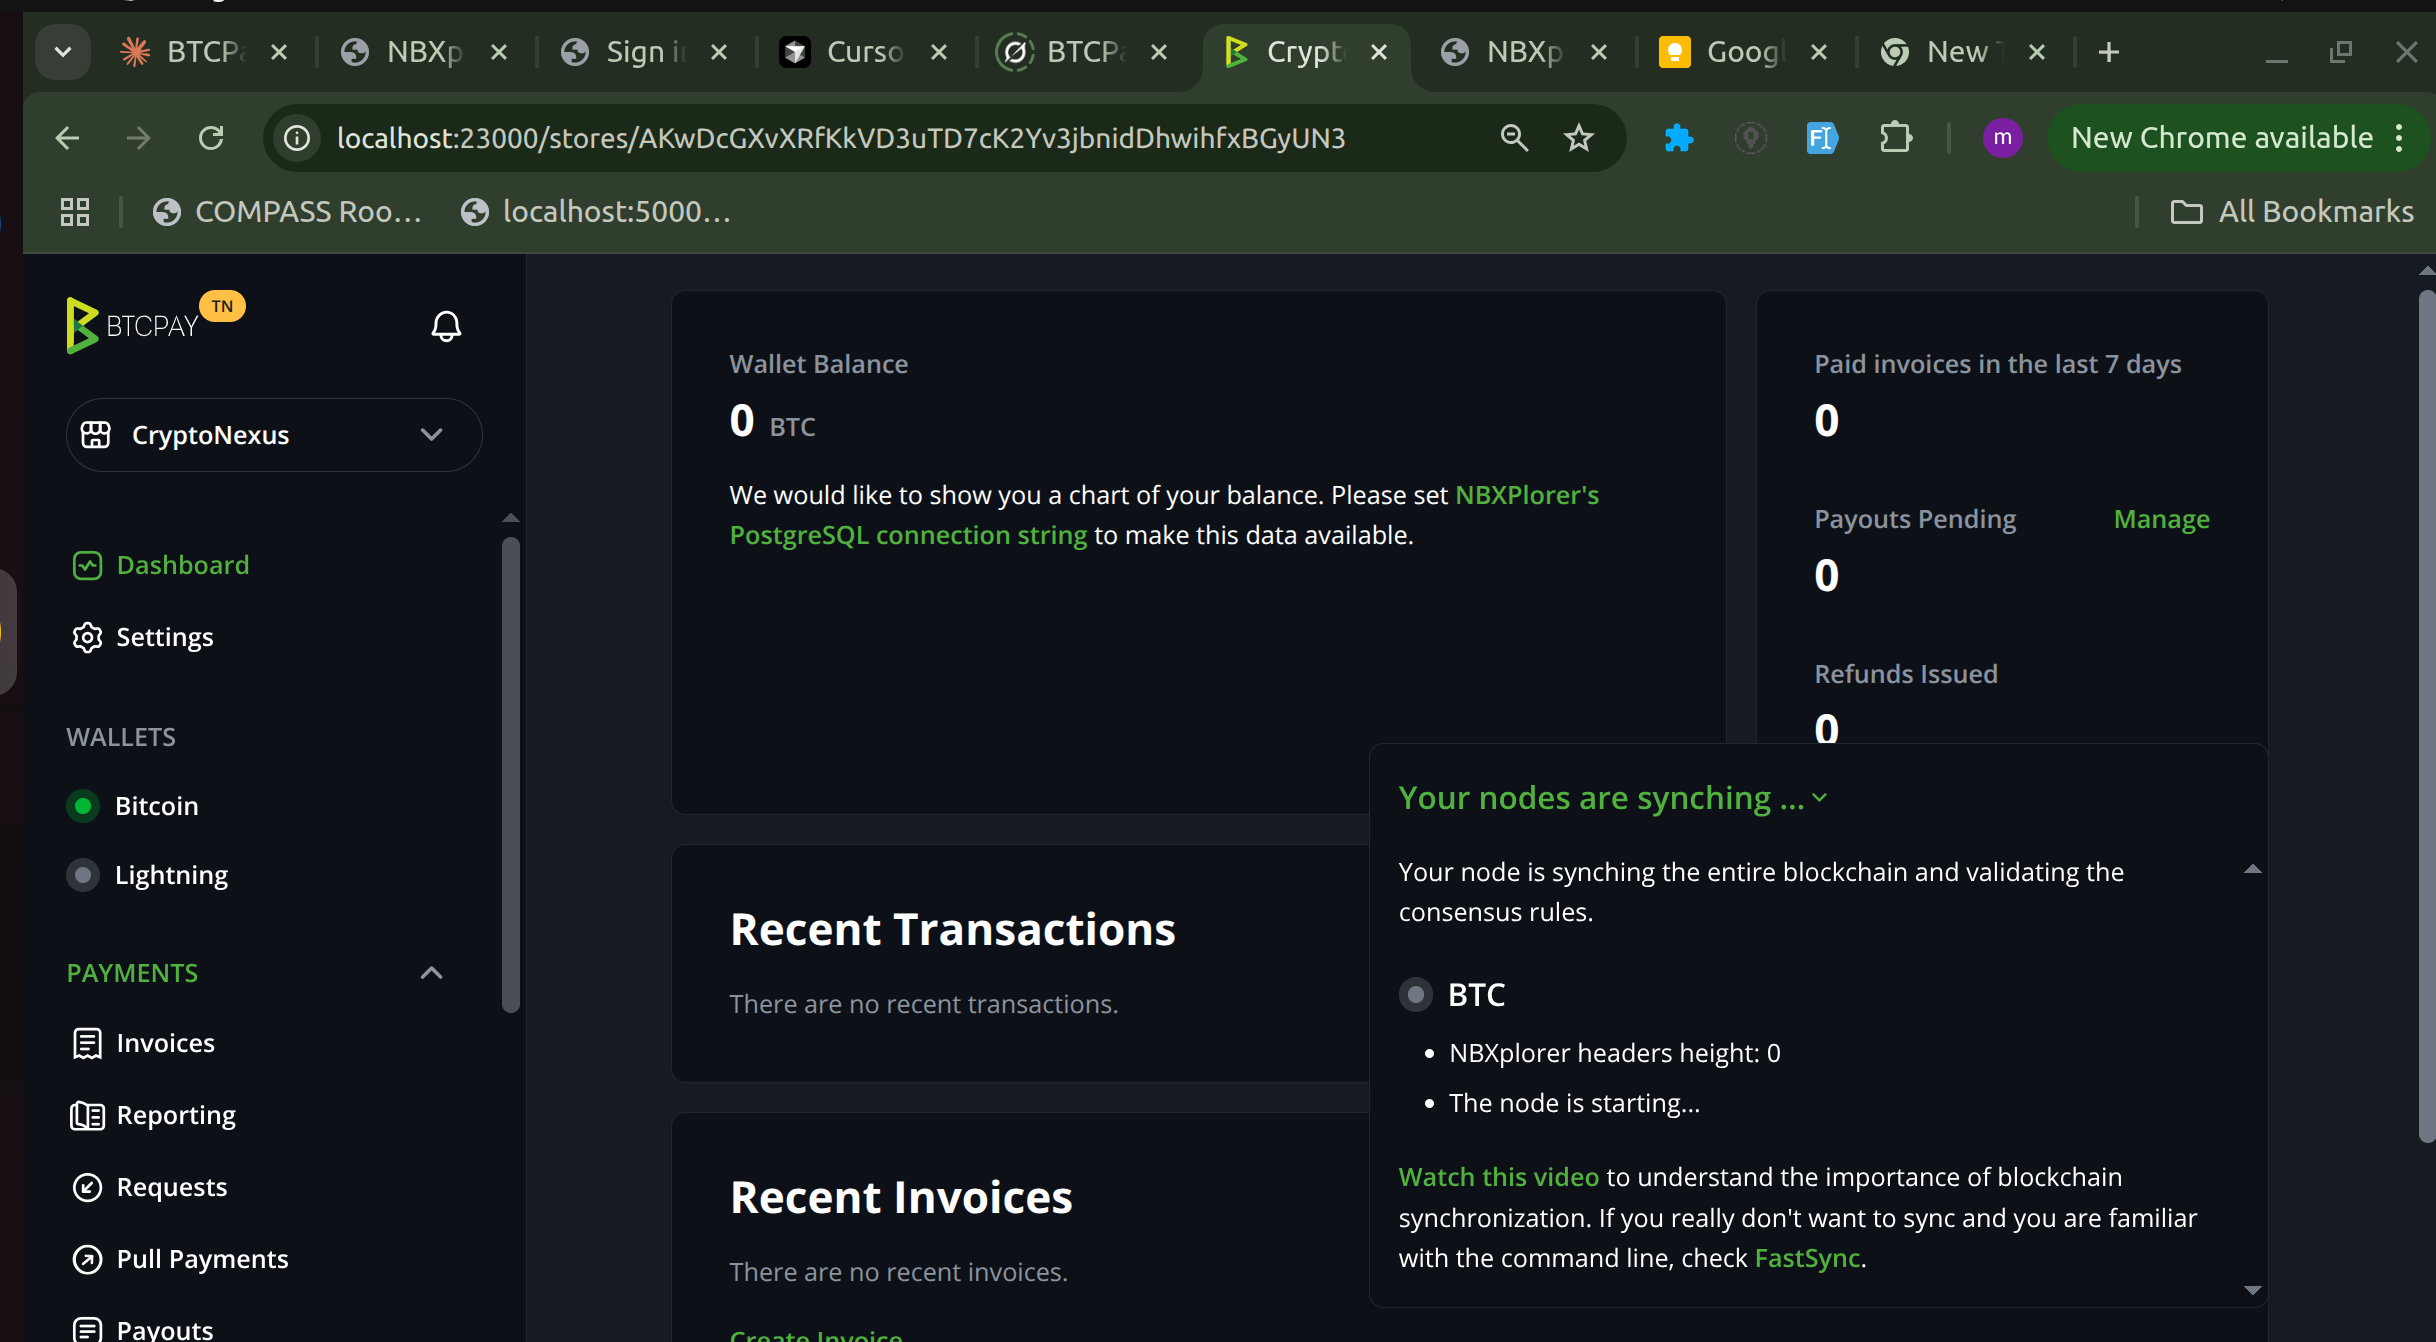 BTCPa
NBXp
Sign i
Curso
BTCPa
Crypt
NBXp
Googl
New
localhost:23000/stores/AKwDcGXvXRfKkVD3uTD7cK2Yv3jbnidDhwihfxBGyUN3
m
New Chrome available
COMPASS Roo...
localhost:5000...
All Bookmarks
BTCPAY
TN
CryptoNexus
Dashboard
Settings
WALLETS
Bitcoin
Lightning
PAYMENTS
Invoices
Reporting
Requests
Pull Payments
Payouts
Wallet Balance
0 BTC
We would like to show you a chart of your balance. Please set NBXPlorer's
PostgreSQL connection string to make this data available.
Paid invoices in the last 7 days
0
Payouts Pending
Manage
0
Refunds Issued
0
Recent Transactions
There are no recent transactions.
Recent Invoices
There are no recent invoices.
Create Invoice
Your nodes are synching ...
Your node is synching the entire blockchain and validating the
consensus rules.
BTC
• NBXplorer headers height: 0
• The node is starting...
Watch this video to understand the importance of blockchain
synchronization. If you really don't want to sync and you are familiar
with the command line, check FastSync.